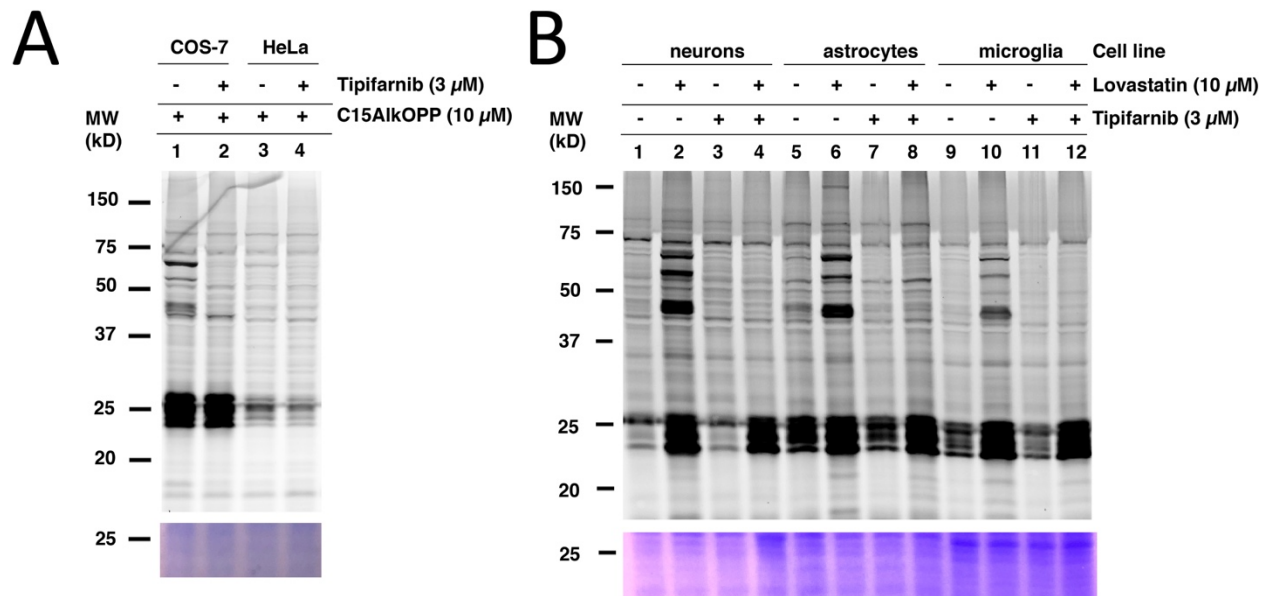 A
COS-7 HeLa
- + - + Tipifarnib (3 µM)
+ + + + C15AlkOPP (10 µM)
MW
(kD)
1 2 3 4
150
75
50
37
25
20
25
B
neurons astrocytes microglia Cell line
- + - + - + - + - + - + Lovastatin (10 µM)
- - + + - - + + - - + + Tipifarnib (3 µM)
MW
(kD)
1 2 3 4 5 6 7 8 9 10 11 12
150
75
50
37
25
20
25